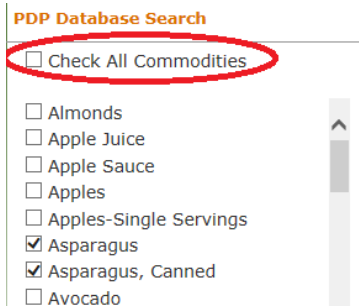 PDP Database Search
Check All Commodities
Almonds
Apple Juice
Apple Sauce
Apples
Apples-Single Servings
Asparagus
Asparagus, Canned
Avocado